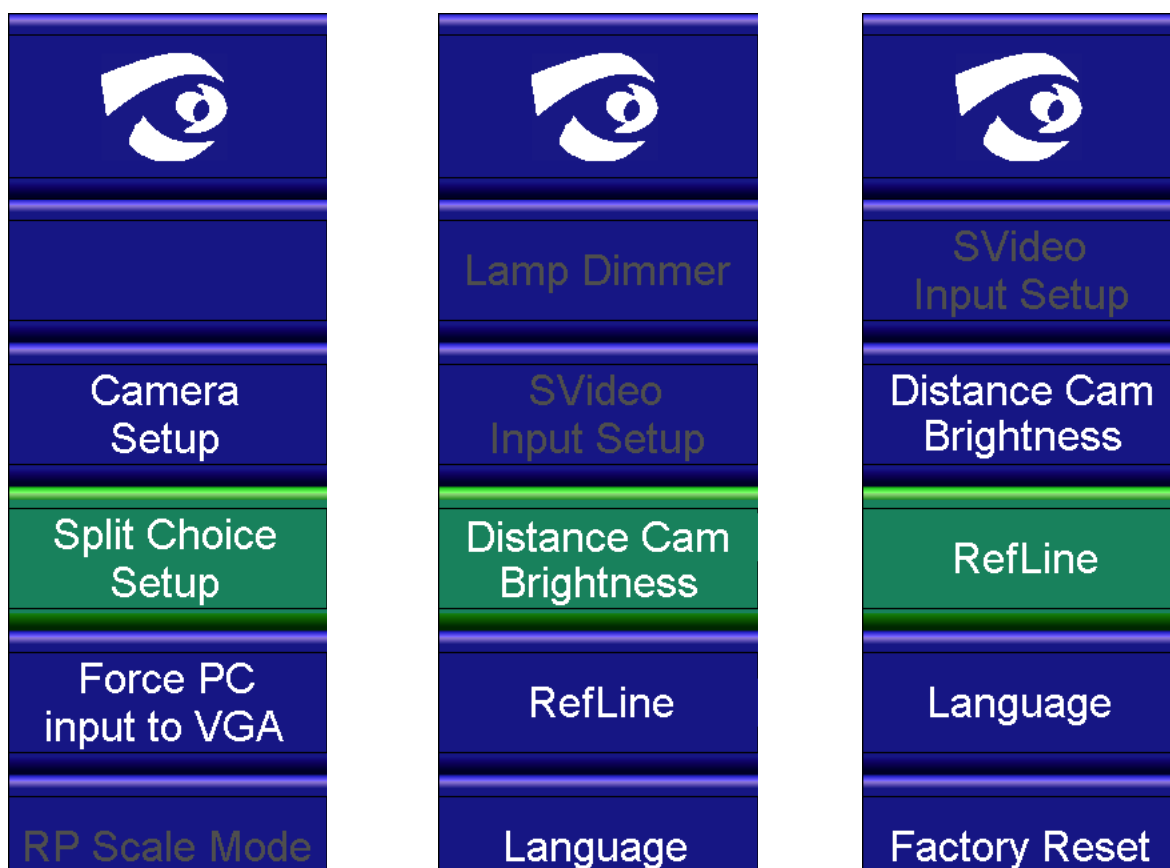 Camera
Setup
Split Choice
Setup
Force PC
input to VGA
RP Scale Mode
Lamp Dimmer
SVideo
Input Setup
Distance Cam
Brightness
RefLine
Language
SVideo
Input Setup
Distance Cam
Brightness
RefLine
Language
Factory Reset